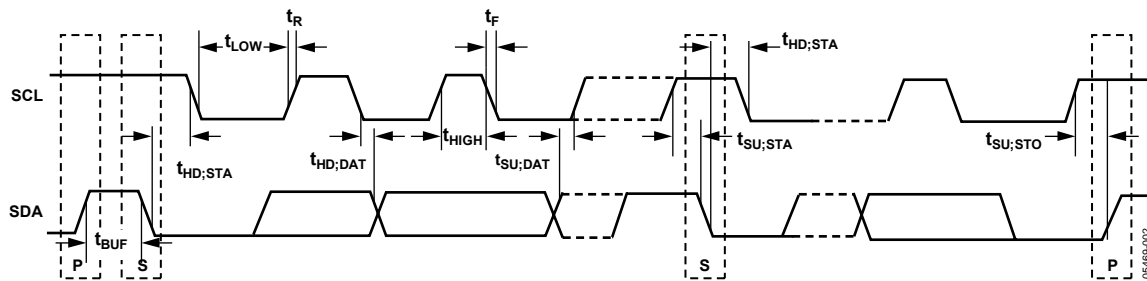 tR
tF
tLOW
tHD;STA
SCL
tHD;STA
tHD;DAT
tHIGH
tSU;DAT
tSU;STA
tSU;STO
SDA
tBUF
P
S
S
P
05469-002